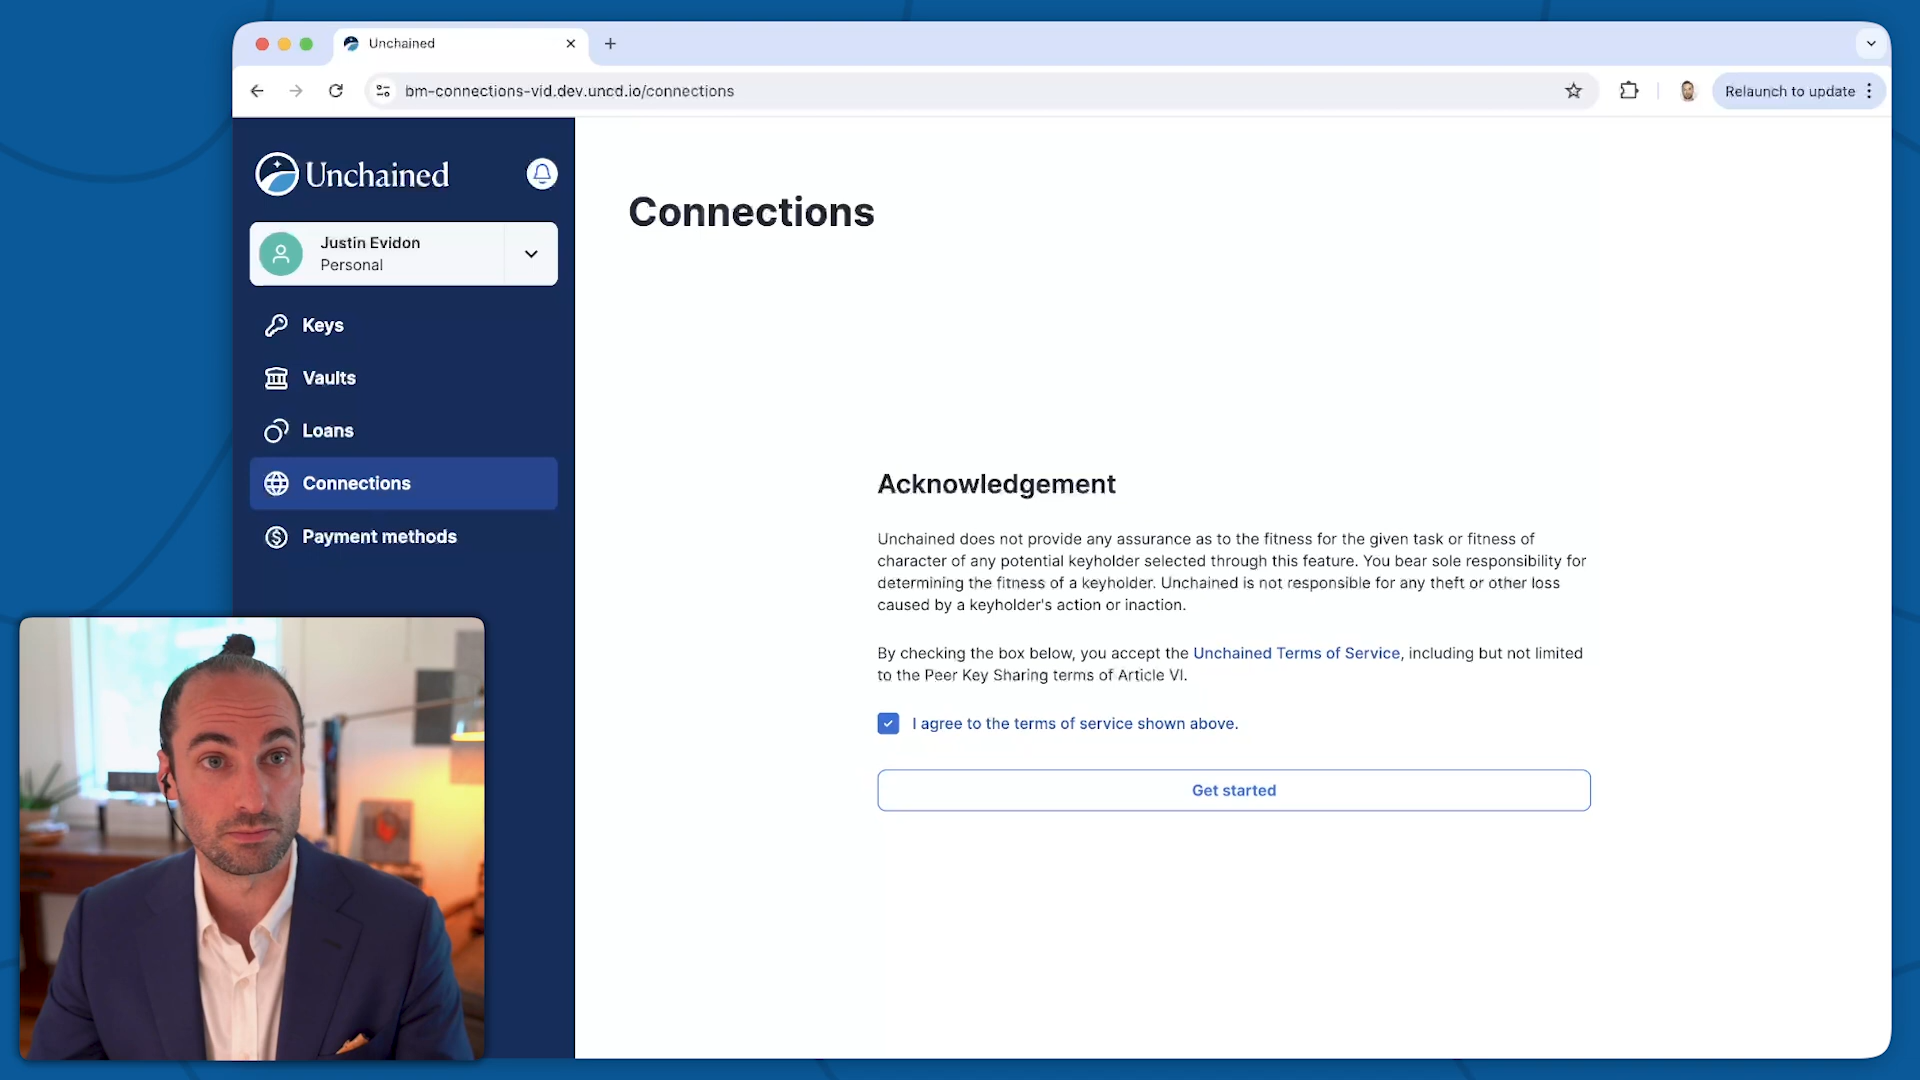 Unchained
bm-connections-vid.dev.uncd.io/connections
Relaunch to update
Unchained
Justin Evidon
Personal
Keys
Vaults
Loans
Connections
Payment methods
Connections
Acknowledgement
Unchained does not provide any assurance as to the fitness for the given task or fitness of
character of any potential keyholder selected through this feature. You bear sole responsibility for
determining the fitness of a keyholder. Unchained is not responsible for any theft or other loss
caused by a keyholder's action or inaction.
By checking the box below, you accept the Unchained Terms of Service, including but not limited
to the Peer Key Sharing terms of Article VI.
I agree to the terms of service shown above.
Get started